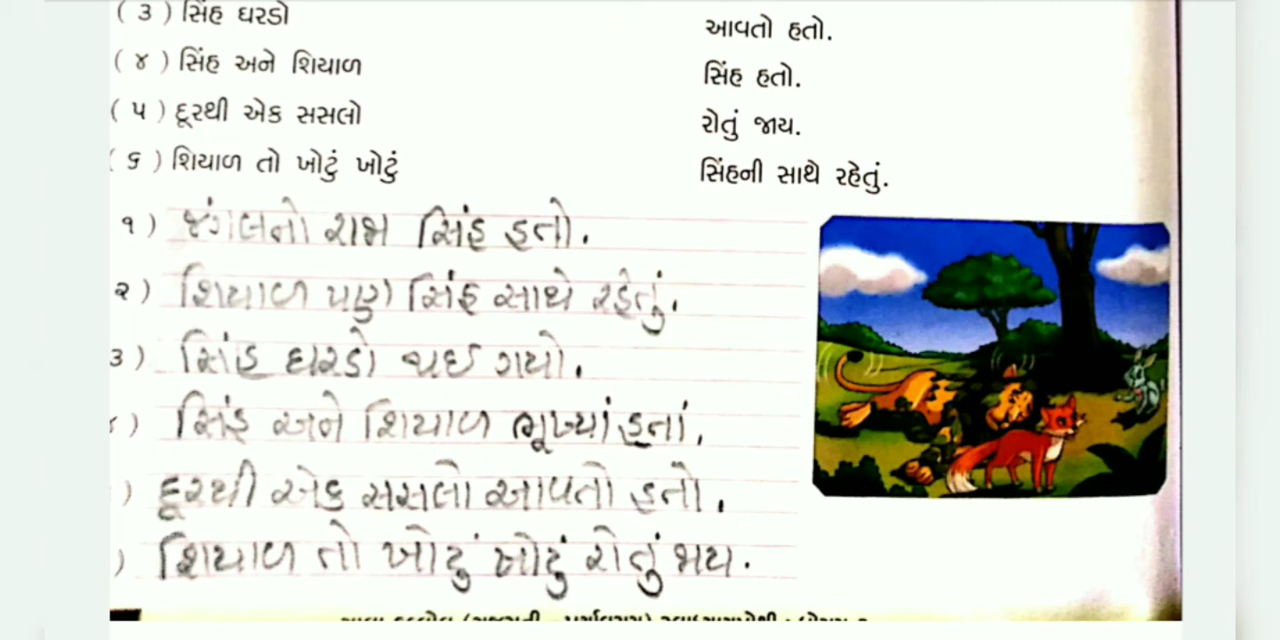 ( ૩ ) સિંહ ઘરડો
આવતો હતો.
( ૪ ) સિંહ અને શિયાળ
સિંહ હતો.
( ૫ ) દૂરથી એક સસલો
રોતું જાય.
( ૬ ) શિયાળ તો ખોટું ખોટું
સિંહની સાથે રહેતું.
૧ ) જંગલનો રાજા સિંહ હતો.
૨ ) શિયાળ પણ સિંહ સાથે રહેતું.
૩ ) સિંહ ઘરડો થઈ ગયો.
૪ ) સિંહ અને શિયાળ ભૂખ્યાં હતાં.
) દૂરથી એક સસલો આવતો હતો.
) શિયાળ તો ખોટું ખોટું રોતું જાય.